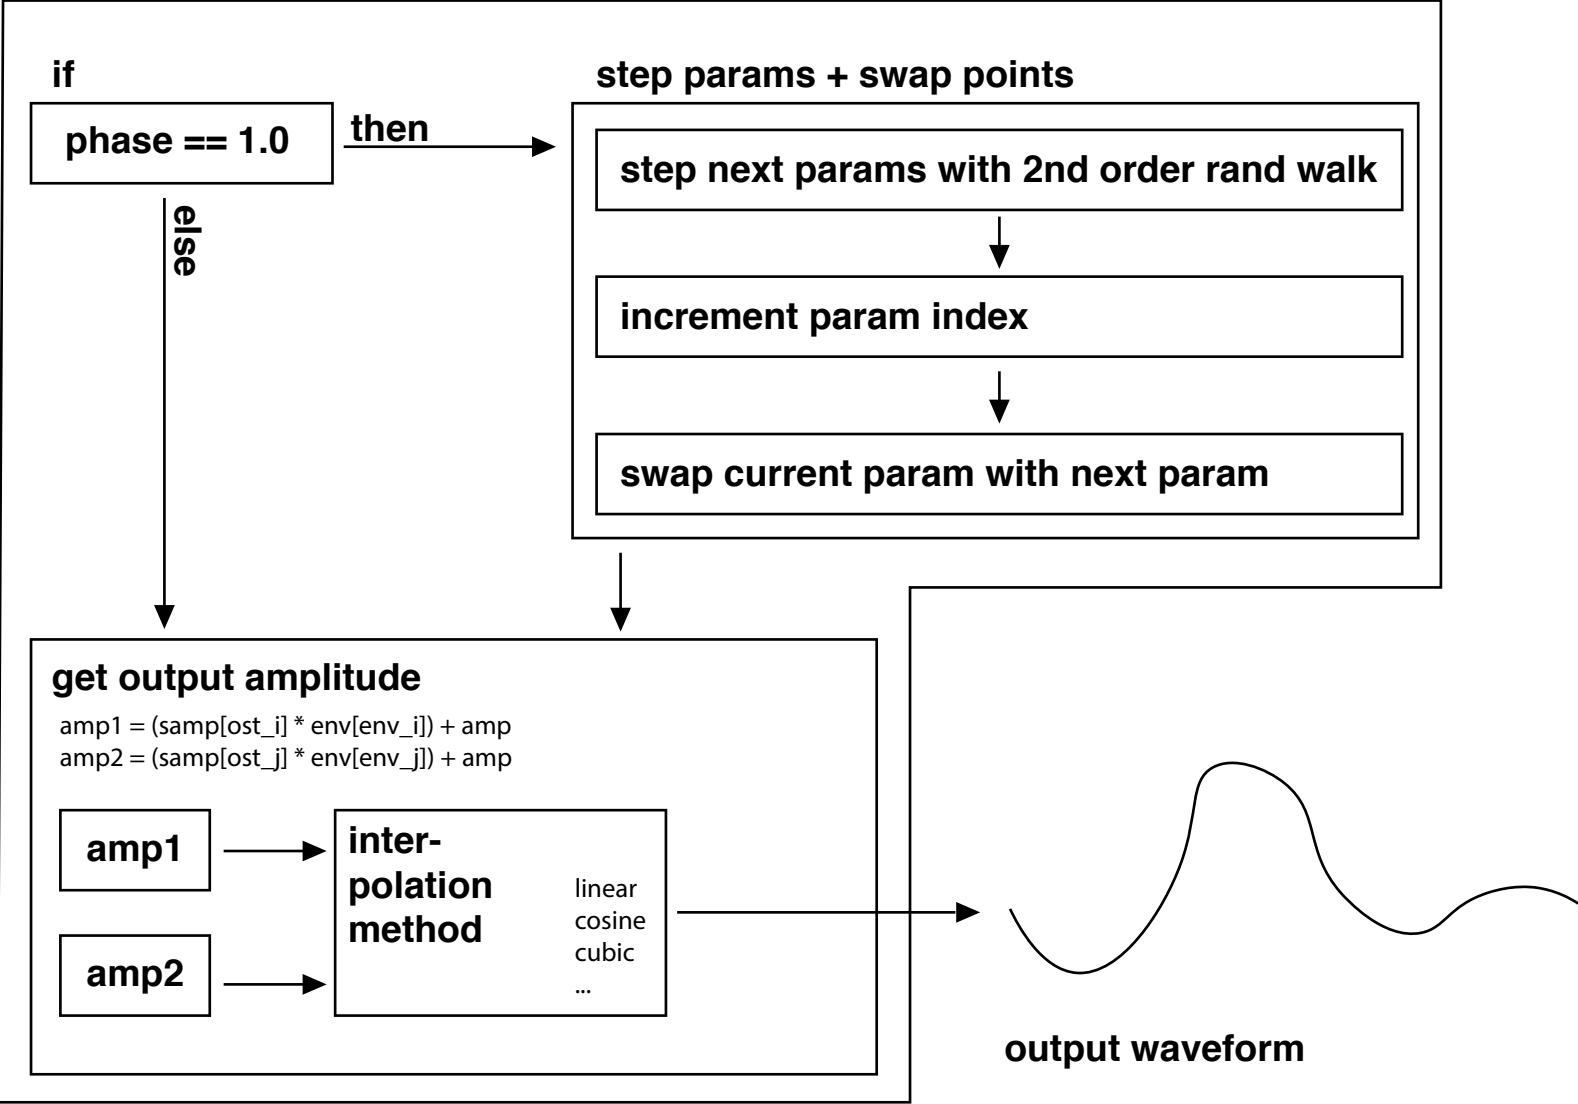 if
phase == 1.0
then
else
step params + swap points
step next params with 2nd order rand walk
increment param index
swap current param with next param
get output amplitude
amp1 = (samp[ost_i] * env[env_i]) + amp
amp2 = (samp[ost_j] * env[env_j]) + amp
amp1
amp2
inter-
polation
method
linear
cosine
cubic
...
output waveform